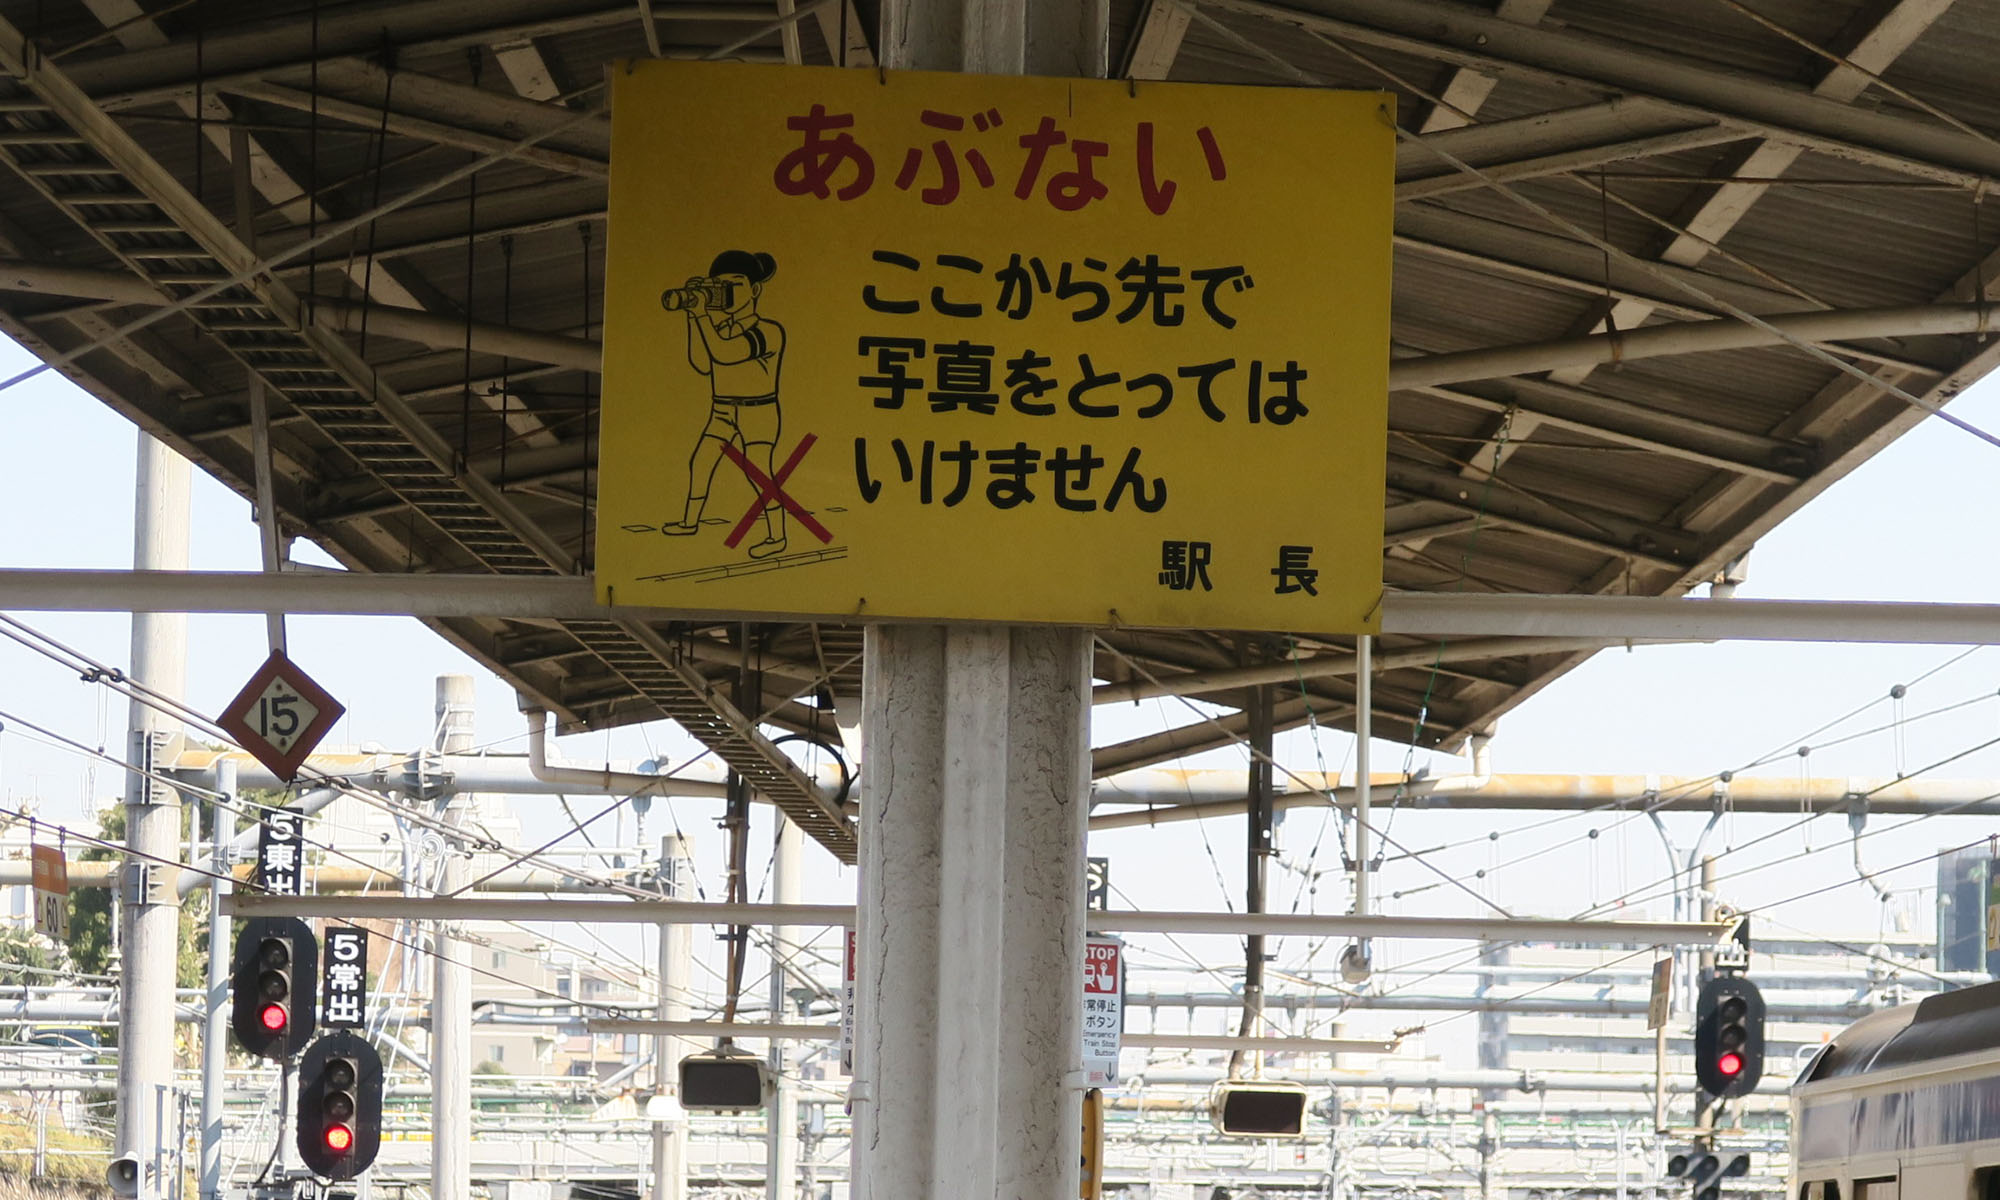 あぶない
ここから先で
写真をとっては
いけません
駅 長
15
5東出
60
5常出
STOP
非常停止
ボタン
Emergency
Train Stop
Button